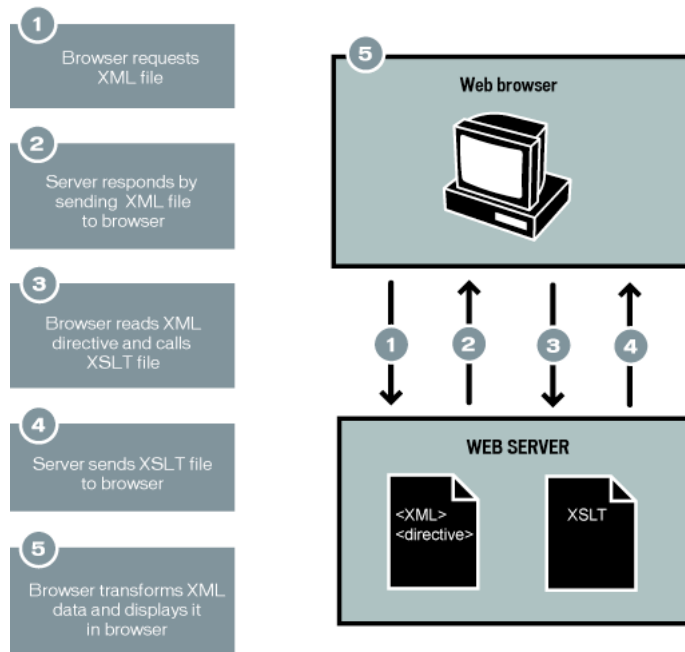 1
Browser requests
XML file
2
Server responds by
sending XML file
to browser
3
Browser reads XML
directive and calls
XSLT file
4
Server sends XSLT file
to browser
5
Browser transforms XML
data and displays it
in browser
5
Web browser
1 2 3 4
WEB SERVER
<XML>
<directive>
XSLT